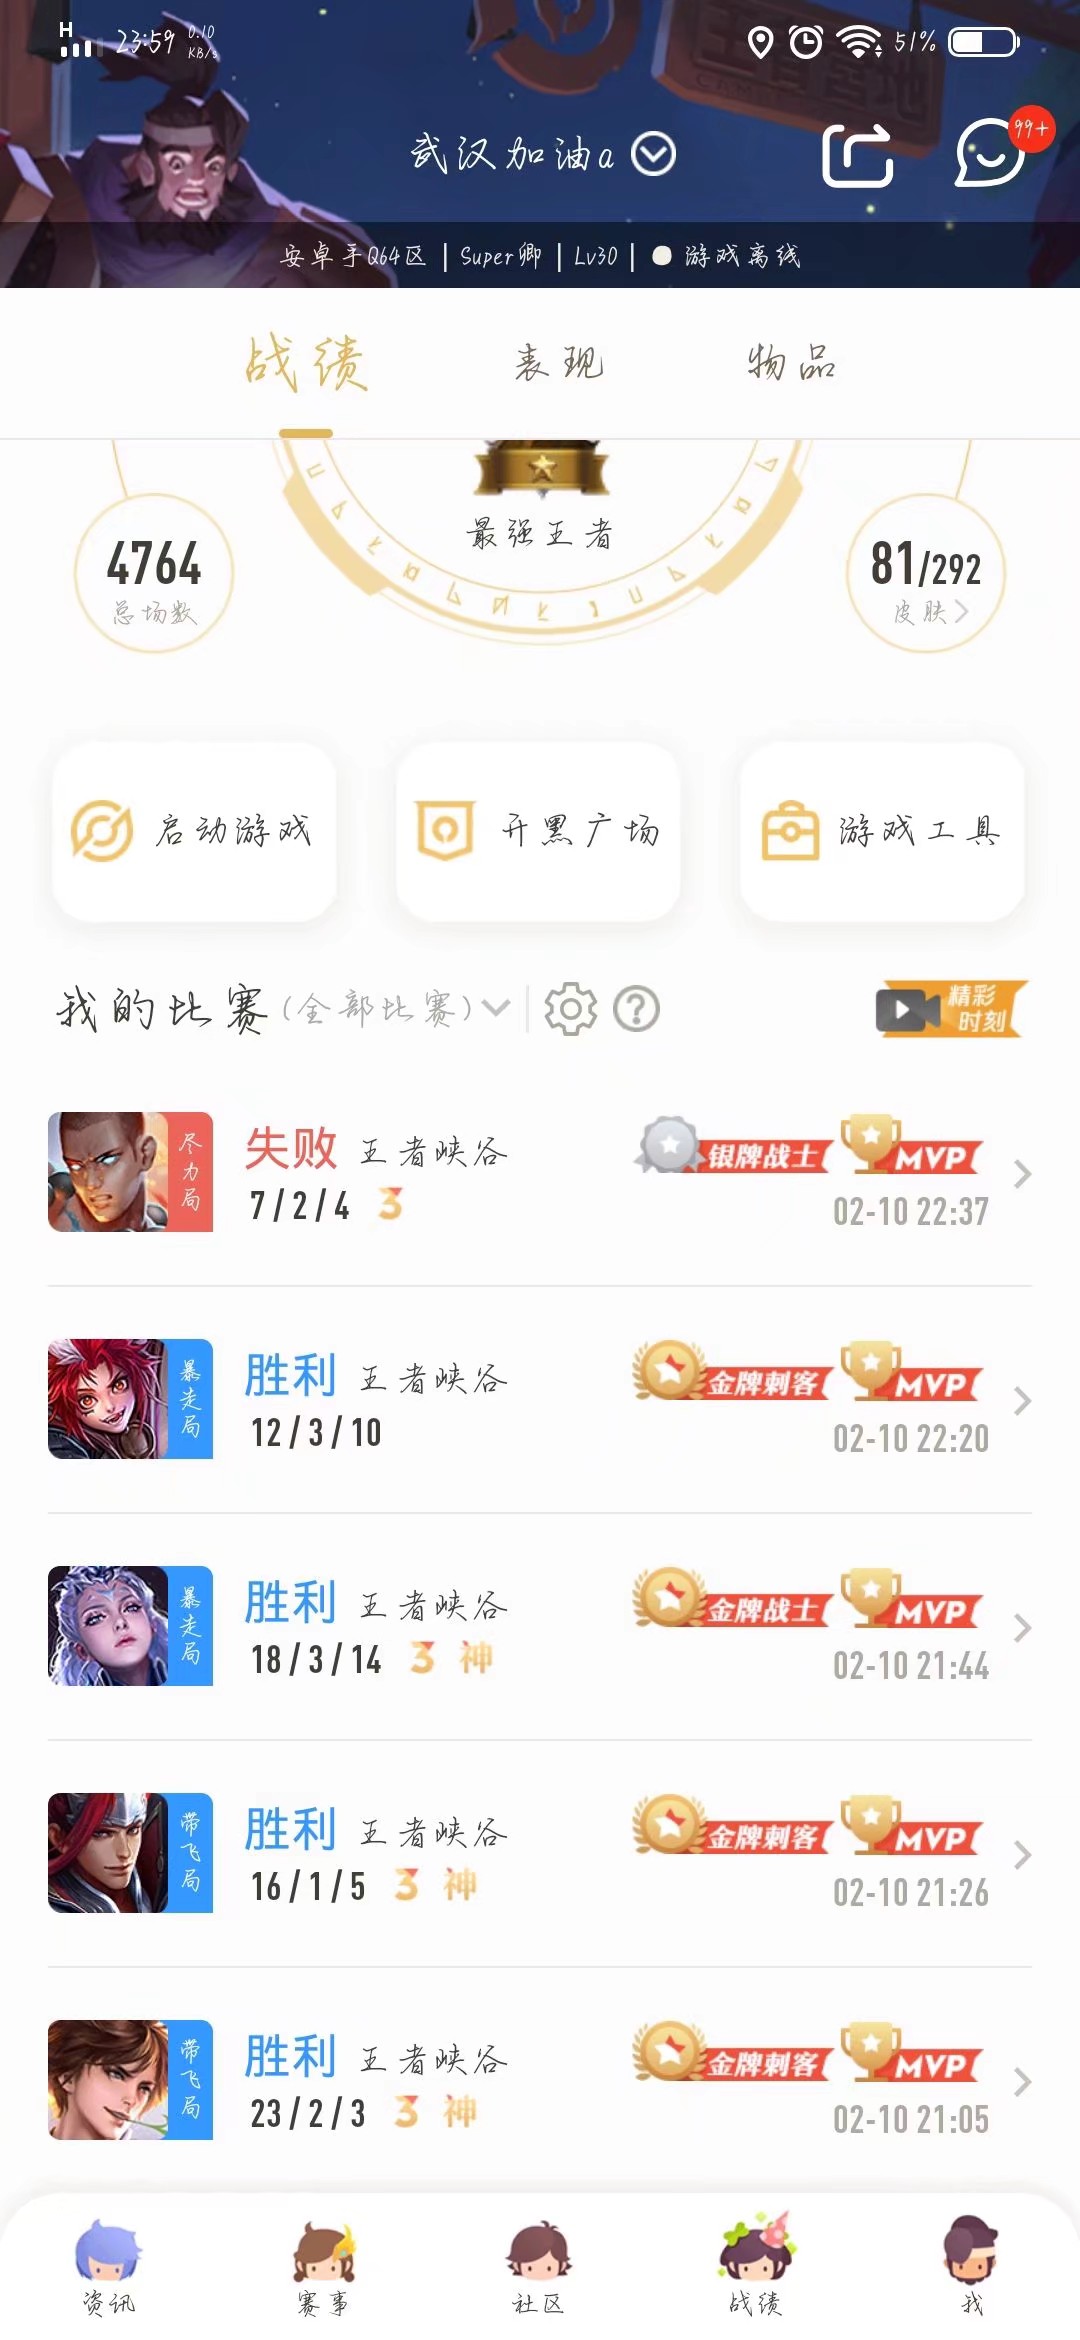 H 23:59 0.10 KB/s 51%
王者营地
武汉加油a 99+
安卓手Q64区 | Super卿 | Lv30 | 游戏离线
战绩 表现 物品
最强王者
4764 81/292
总场数 皮肤
启动游戏 开黑广场 游戏工具
我的比赛(全部比赛) 精彩时刻
尽力局 失败 王者峡谷 银牌战士 MVP
7 / 2 / 4 3 02-10 22:37
暴走局 胜利 王者峡谷 金牌刺客 MVP
12 / 3 / 10 02-10 22:20
暴走局 胜利 王者峡谷 金牌战士 MVP
18 / 3 / 14 3 神 02-10 21:44
带飞局 胜利 王者峡谷 金牌刺客 MVP
16 / 1 / 5 3 神 02-10 21:26
带飞局 胜利 王者峡谷 金牌刺客 MVP
23 / 2 / 3 3 神 02-10 21:05
资讯 赛事 社区 战绩 我